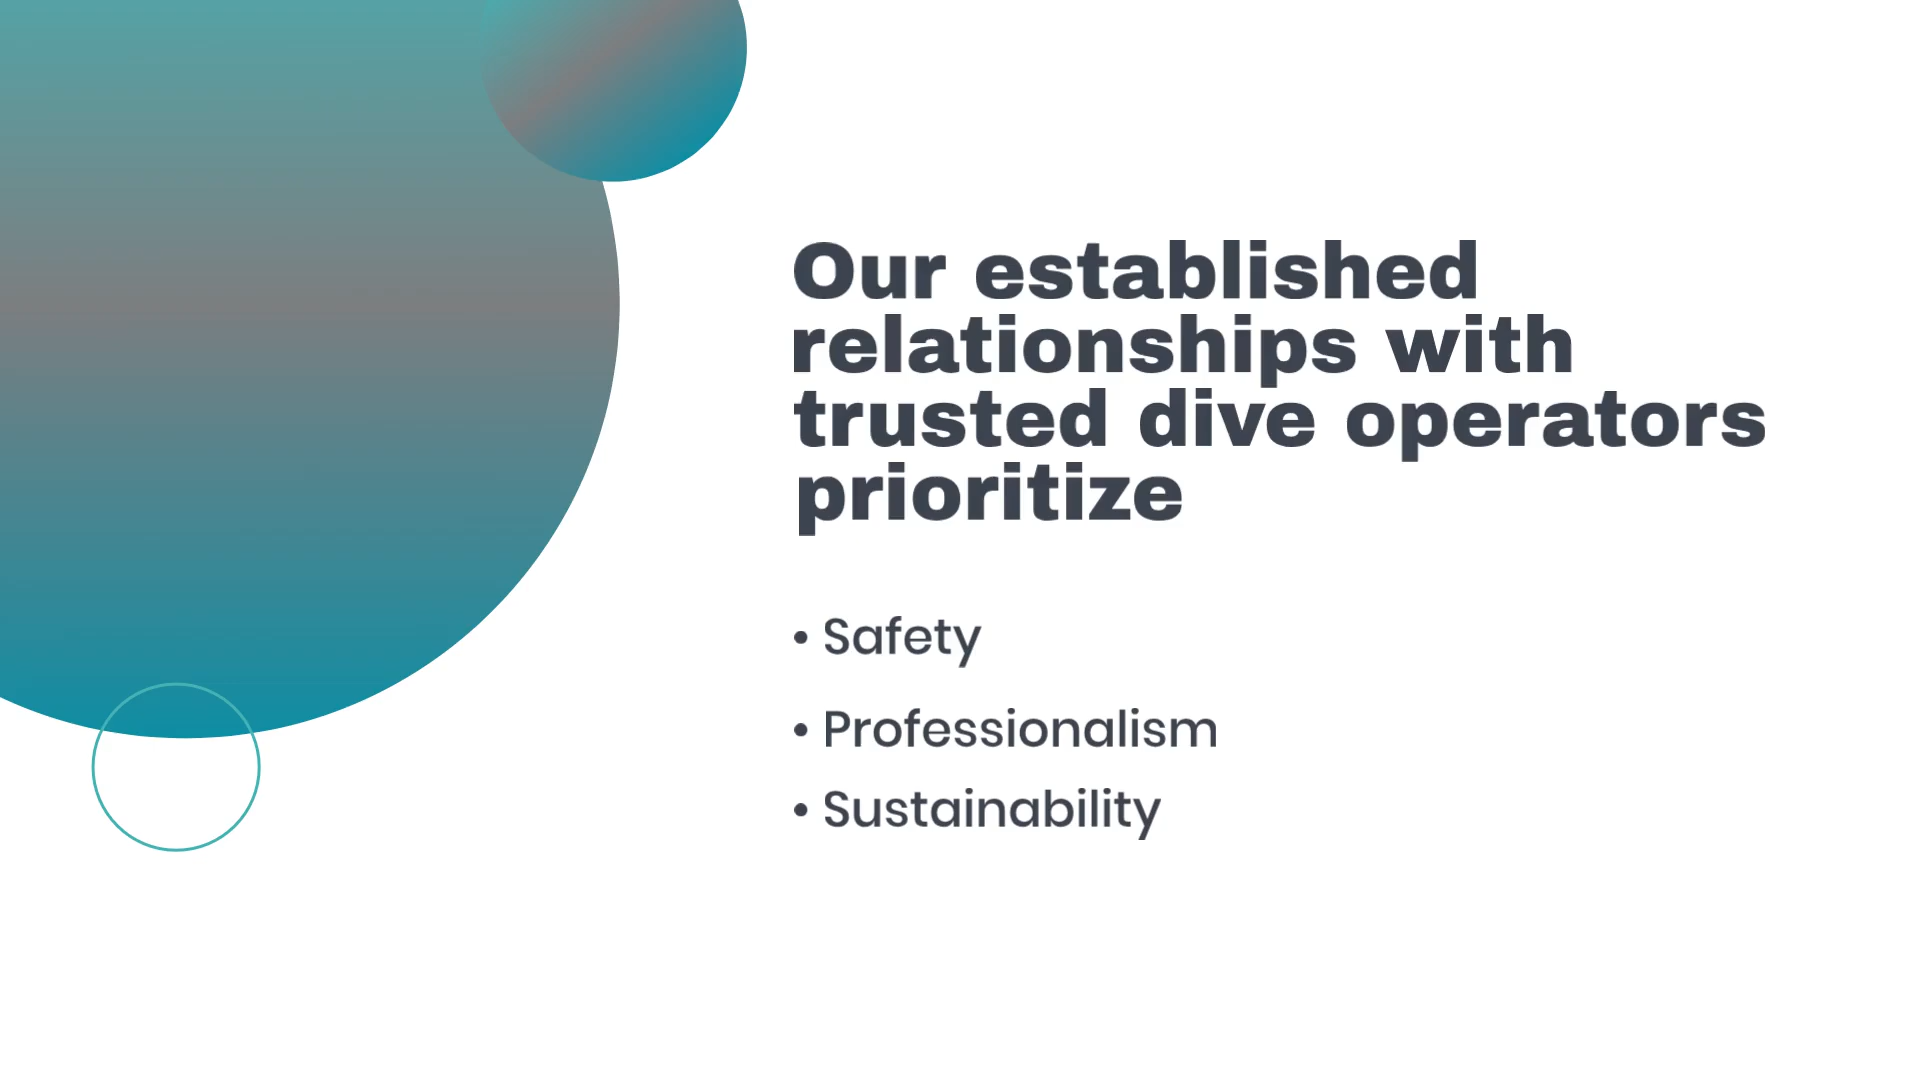 Our established
relationships with
trusted dive operators
prioritize
• Safety
• Professionalism
• Sustainability